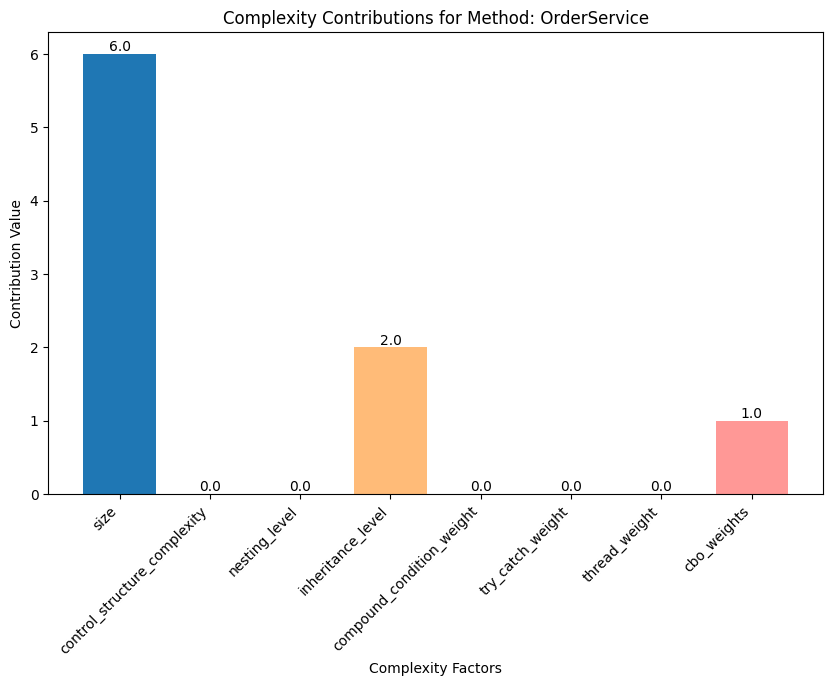 Complexity Contributions for Method: OrderService
Contribution Value
6
5
4
3
2
1
0
6.0
0.0
0.0
2.0
0.0
0.0
0.0
1.0
size
control_structure_complexity
nesting_level
inheritance_level
compound_condition_weight
try_catch_weight
thread_weight
cbo_weights
Complexity Factors